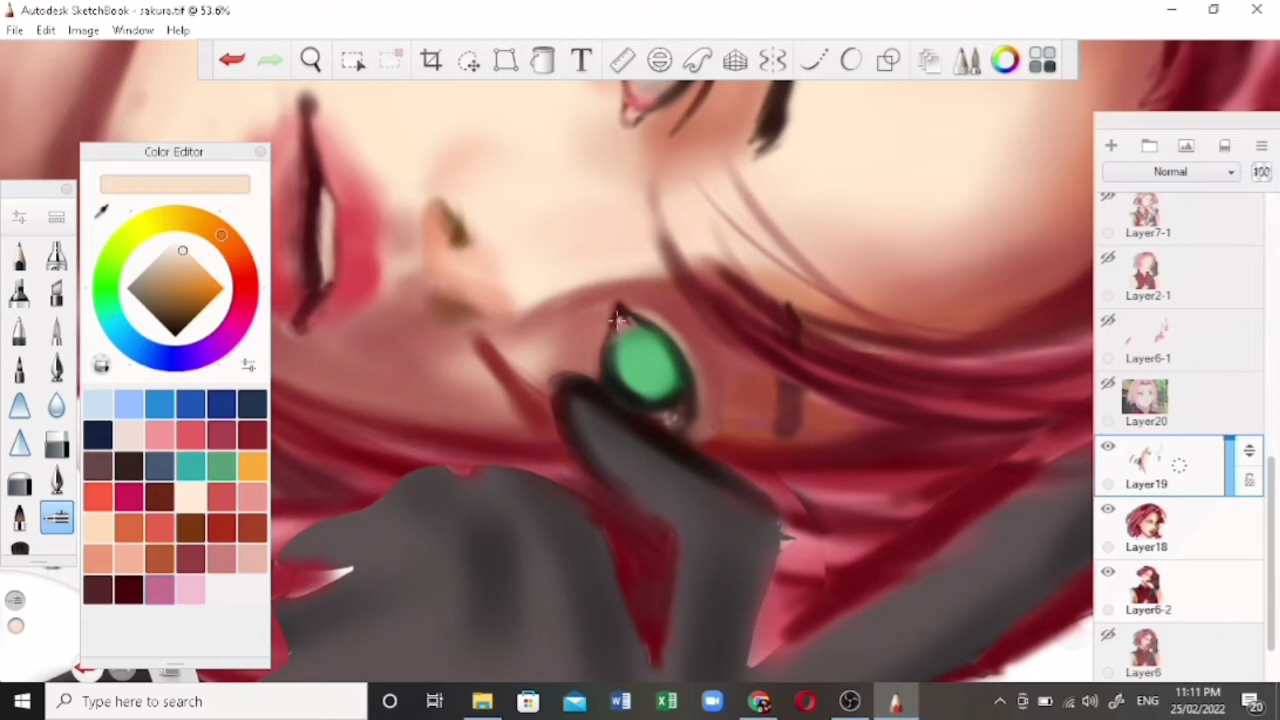 Autodesk SketchBook - sakura.tif @ 53.6%
File Edit Image Window Help
T
Color Editor
Normal
100
Layer7-1
Layer2-1
Layer6-1
Layer20
Layer19
Layer18
Layer6-2
Layer6
Type here to search
ENG
11:11 PM
25/02/2022
20